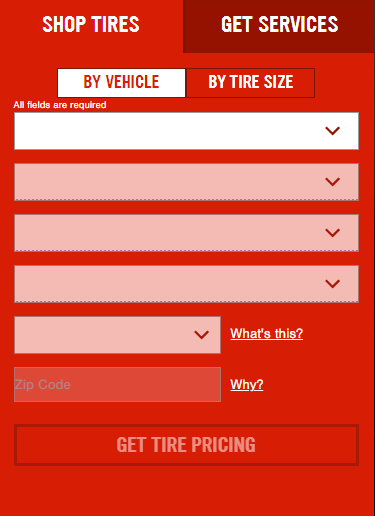 SHOP TIRES
GET SERVICES
BY VEHICLE
BY TIRE SIZE
All fields are required
What's this?
Zip Code
Why?
GET TIRE PRICING